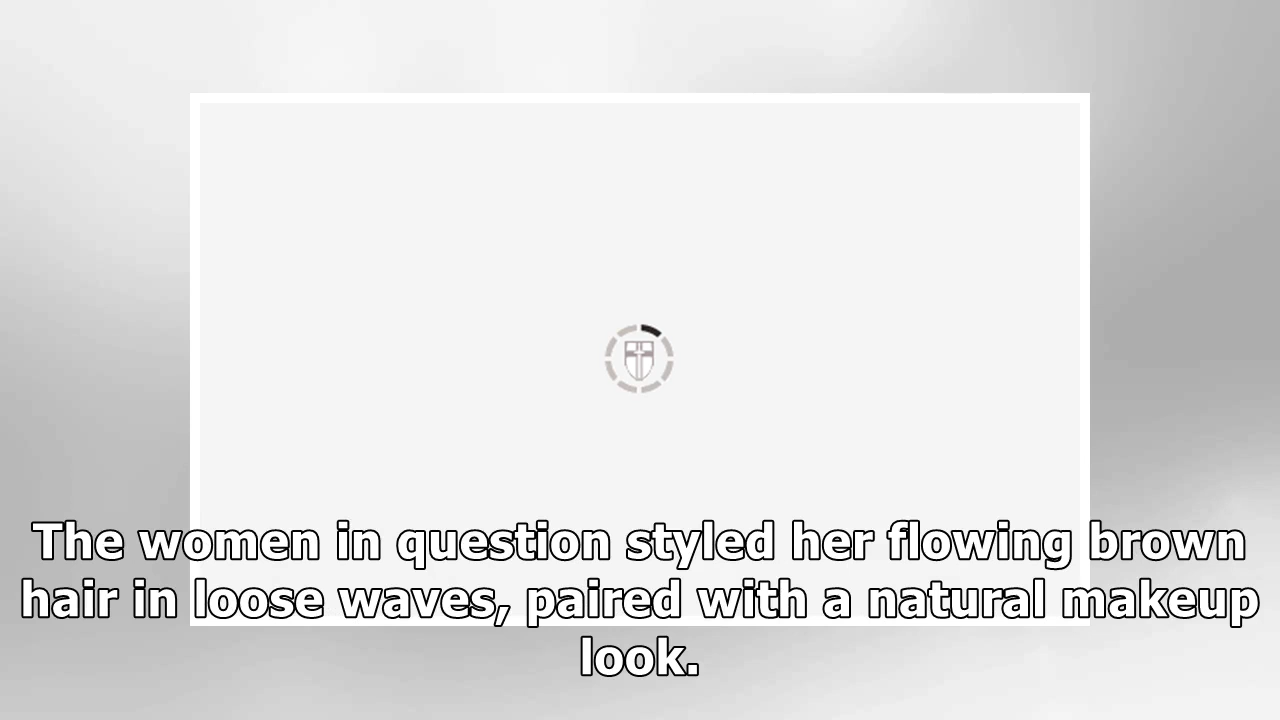 The women in question styled her flowing brown
hair in loose waves, paired with a natural makeup
look.